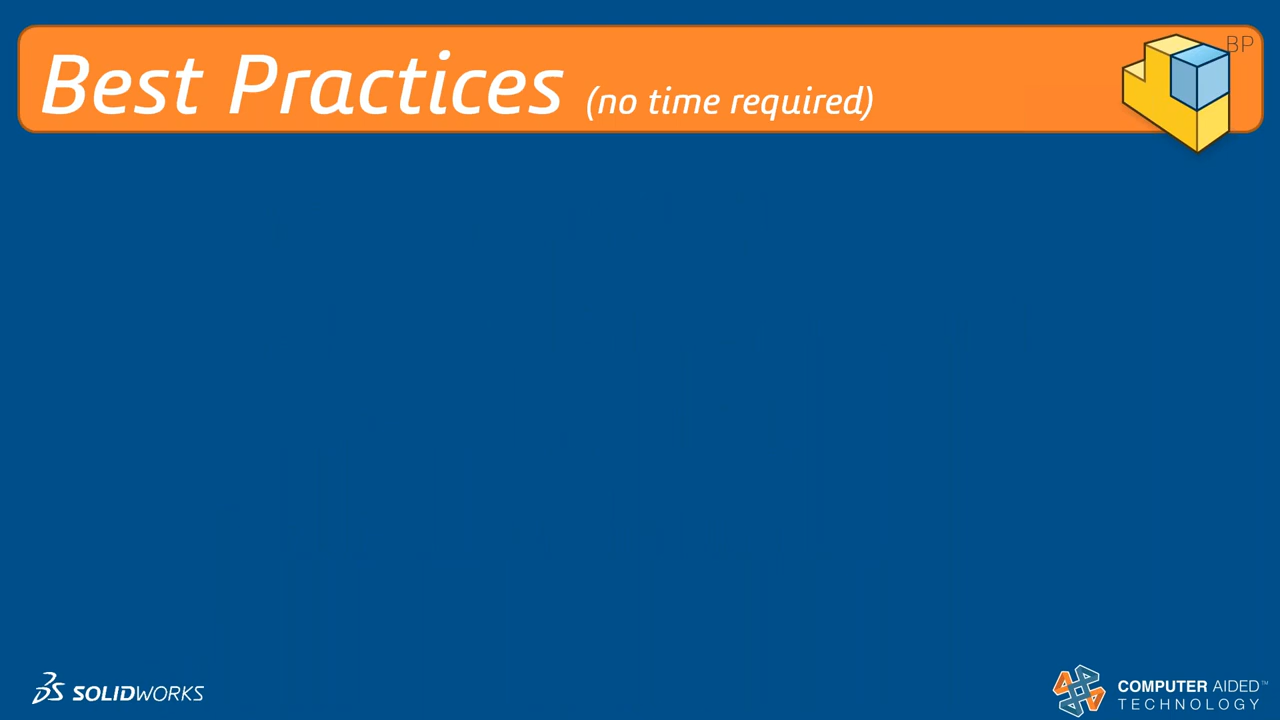 BP
Best Practices (no time required)
SOLIDWORKS
COMPUTER AIDED™
TECHNOLOGY